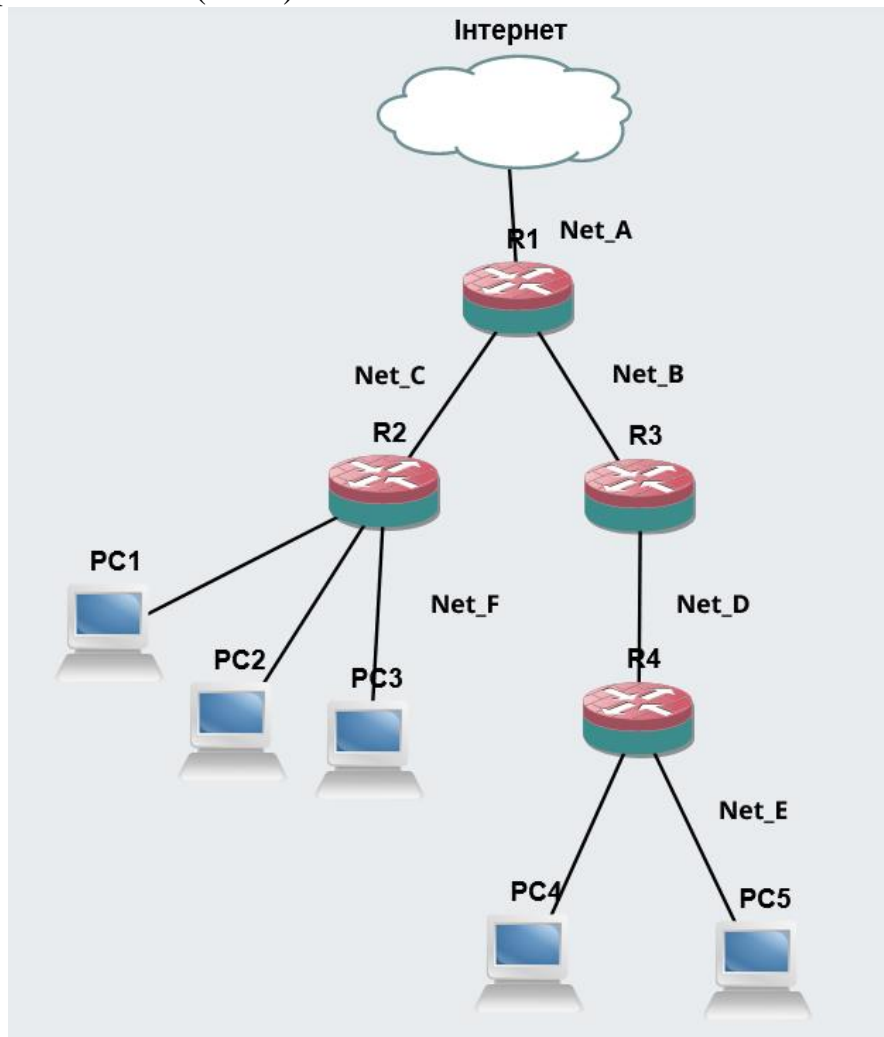 Інтернет
R1
Net_A
Net_C
Net_B
R2
R3
PC1
Net_F
Net_D
PC2
PC3
R4
Net_E
PC4
PC5